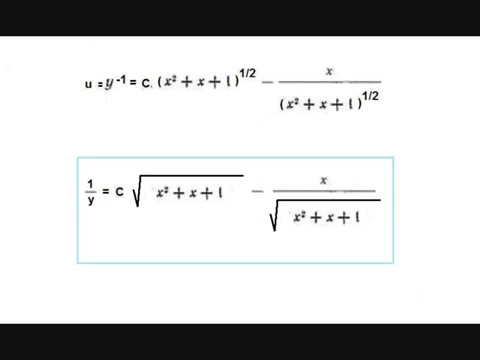 u = y⁻¹ = c. (x² + x + 1)^1/2 − x / (x² + x + 1)^1/2
1/y = c √(x² + x + 1) − x / √(x² + x + 1)